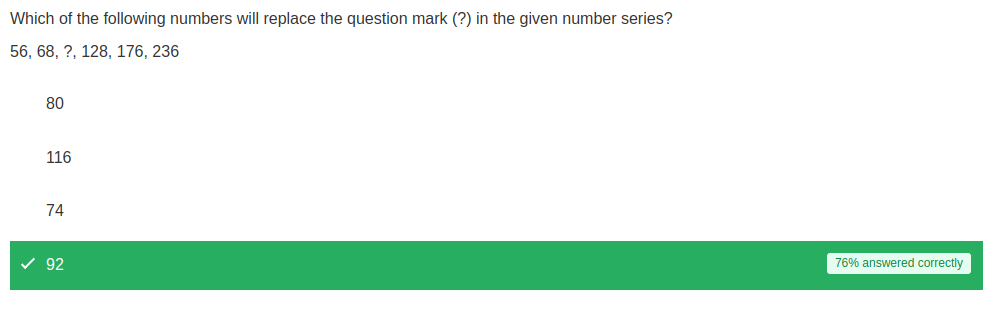 Which of the following numbers will replace the question mark (?) in the given number series?
56, 68, ?, 128, 176, 236
80
116
74
92 76% answered correctly